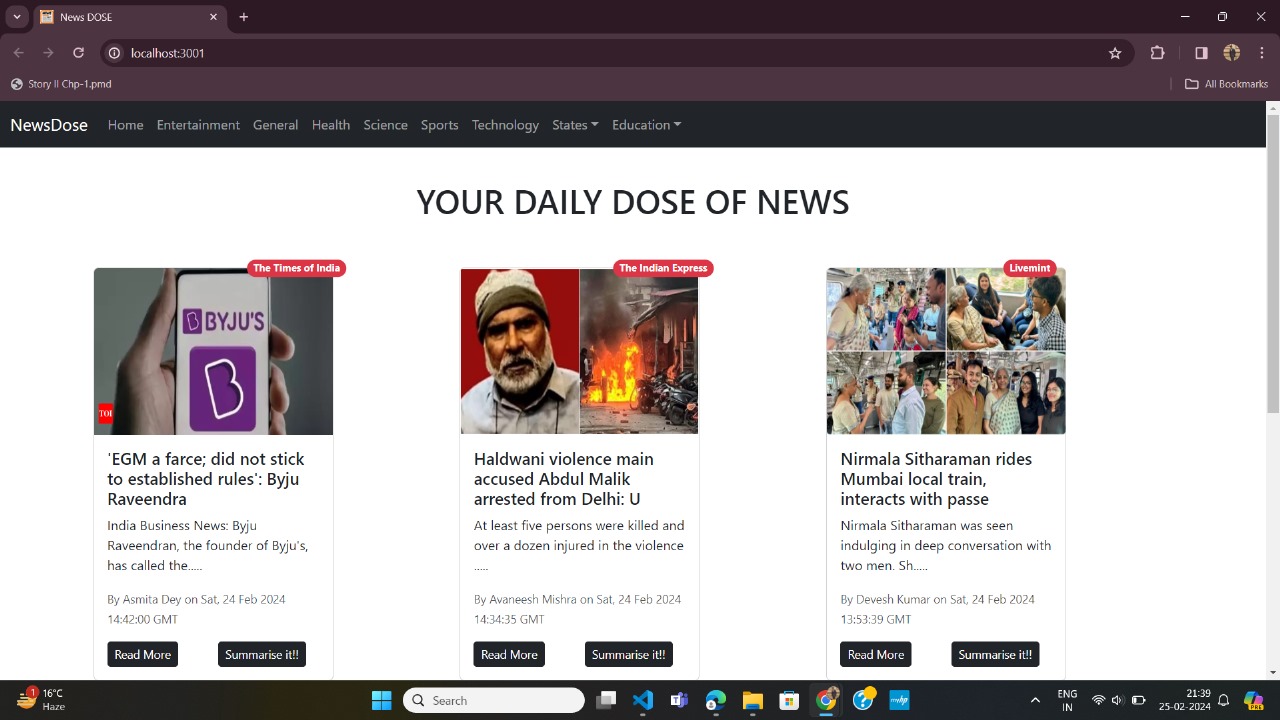 News DOSE
localhost:3001
Story II Chp-1.pmd
All Bookmarks
NewsDose Home Entertainment General Health Science Sports Technology States Education
YOUR DAILY DOSE OF NEWS
The Times of India
BYJU'S
TOI
'EGM a farce; did not stick
to established rules': Byju
Raveendra
India Business News: Byju
Raveendran, the founder of Byju's,
has called the.....
By Asmita Dey on Sat, 24 Feb 2024
14:42:00 GMT
Read More Summarise it!!
The Indian Express
Haldwani violence main
accused Abdul Malik
arrested from Delhi: U
At least five persons were killed and
over a dozen injured in the violence
.....
By Avaneesh Mishra on Sat, 24 Feb 2024
14:34:35 GMT
Read More Summarise it!!
Livemint
Nirmala Sitharaman rides
Mumbai local train,
interacts with passe
Nirmala Sitharaman was seen
indulging in deep conversation with
two men. Sh.....
By Devesh Kumar on Sat, 24 Feb 2024
13:53:39 GMT
Read More Summarise it!!
1
16°C
Haze
Search
myhp
ENG
IN
21:39
25-02-2024
PRE